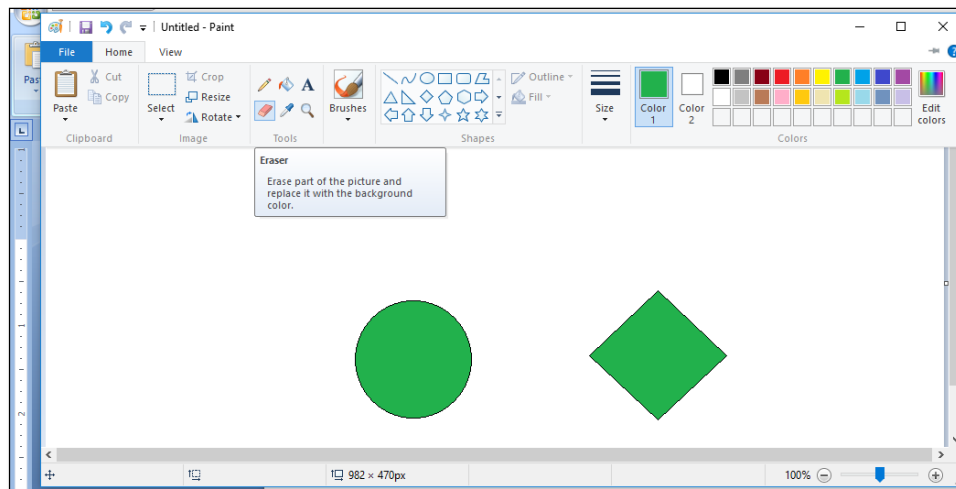 Untitled - Paint
File Home View
Paste
Cut
Copy
Clipboard
Select
Crop
Resize
Rotate
Image
A
Tools
Brushes
Shapes
Outline
Fill
Size
Color 1
Color 2
Edit colors
Colors
Eraser
Erase part of the picture and
replace it with the background
color.
982 × 470px
100%
L
1
2